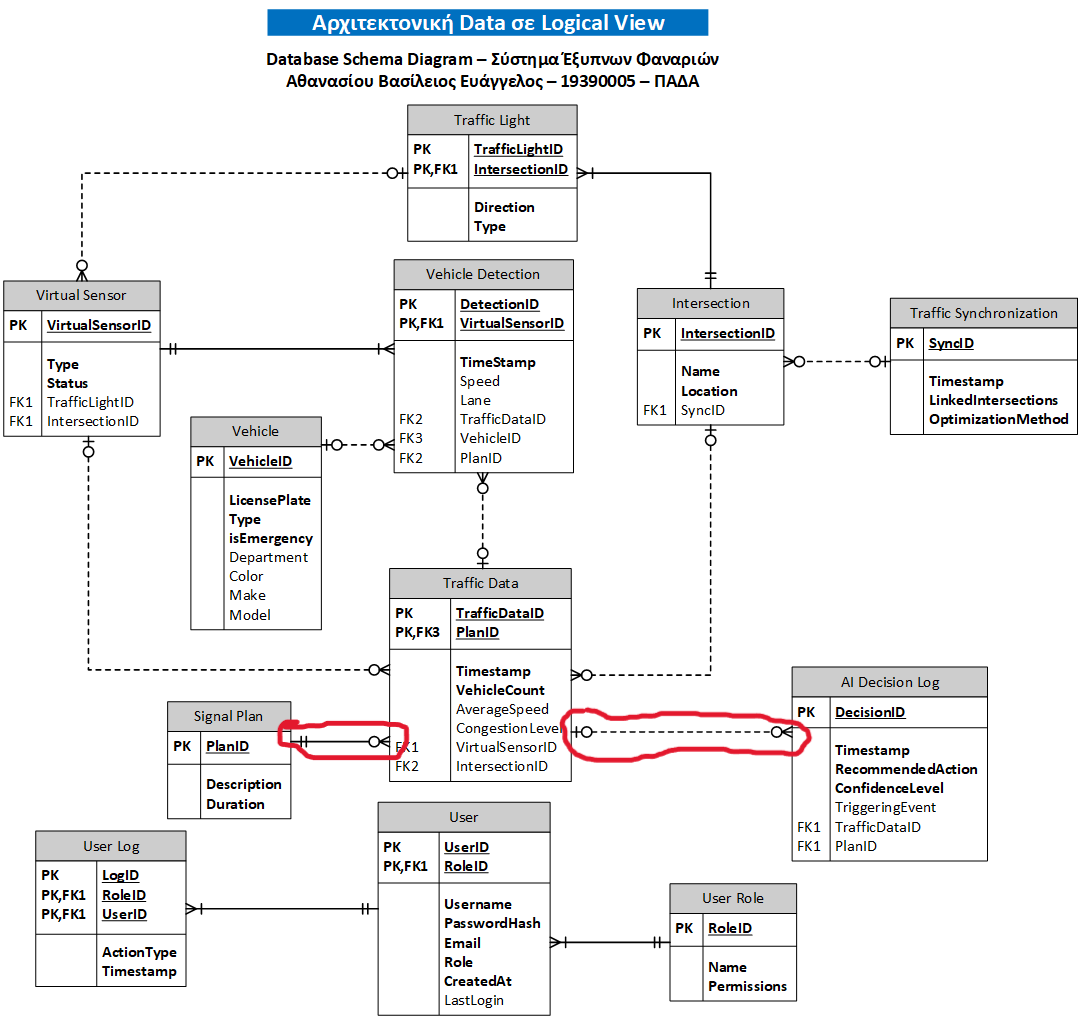 Αρχιτεκτονική Data σε Logical View
Database Schema Diagram – Σύστημα Έξυπνων Φαναριών
Αθανασίου Βασίλειος Ευάγγελος – 19390005 – ΠΑΔΑ
Traffic Light
PK TrafficLightID
PK,FK1 IntersectionID
Direction
Type
Virtual Sensor
PK VirtualSensorID
Type
Status
FK1 TrafficLightID
FK1 IntersectionID
Vehicle Detection
PK DetectionID
PK,FK1 VirtualSensorID
TimeStamp
Speed
Lane
FK2 TrafficDataID
FK3 VehicleID
FK2 PlanID
Intersection
PK IntersectionID
Name
Location
FK1 SyncID
Traffic Synchronization
PK SyncID
Timestamp
LinkedIntersections
OptimizationMethod
Vehicle
PK VehicleID
LicensePlate
Type
isEmergency
Department
Color
Make
Model
Traffic Data
PK TrafficDataID
PK,FK3 PlanID
Timestamp
VehicleCount
AverageSpeed
CongestionLevel
FK1 VirtualSensorID
FK2 IntersectionID
Signal Plan
PK PlanID
Description
Duration
AI Decision Log
PK DecisionID
Timestamp
RecommendedAction
ConfidenceLevel
TriggeringEvent
FK1 TrafficDataID
FK1 PlanID
User Log
PK LogID
PK,FK1 RoleID
PK,FK1 UserID
ActionType
Timestamp
User
PK UserID
PK,FK1 RoleID
Username
PasswordHash
Email
Role
CreatedAt
LastLogin
User Role
PK RoleID
Name
Permissions